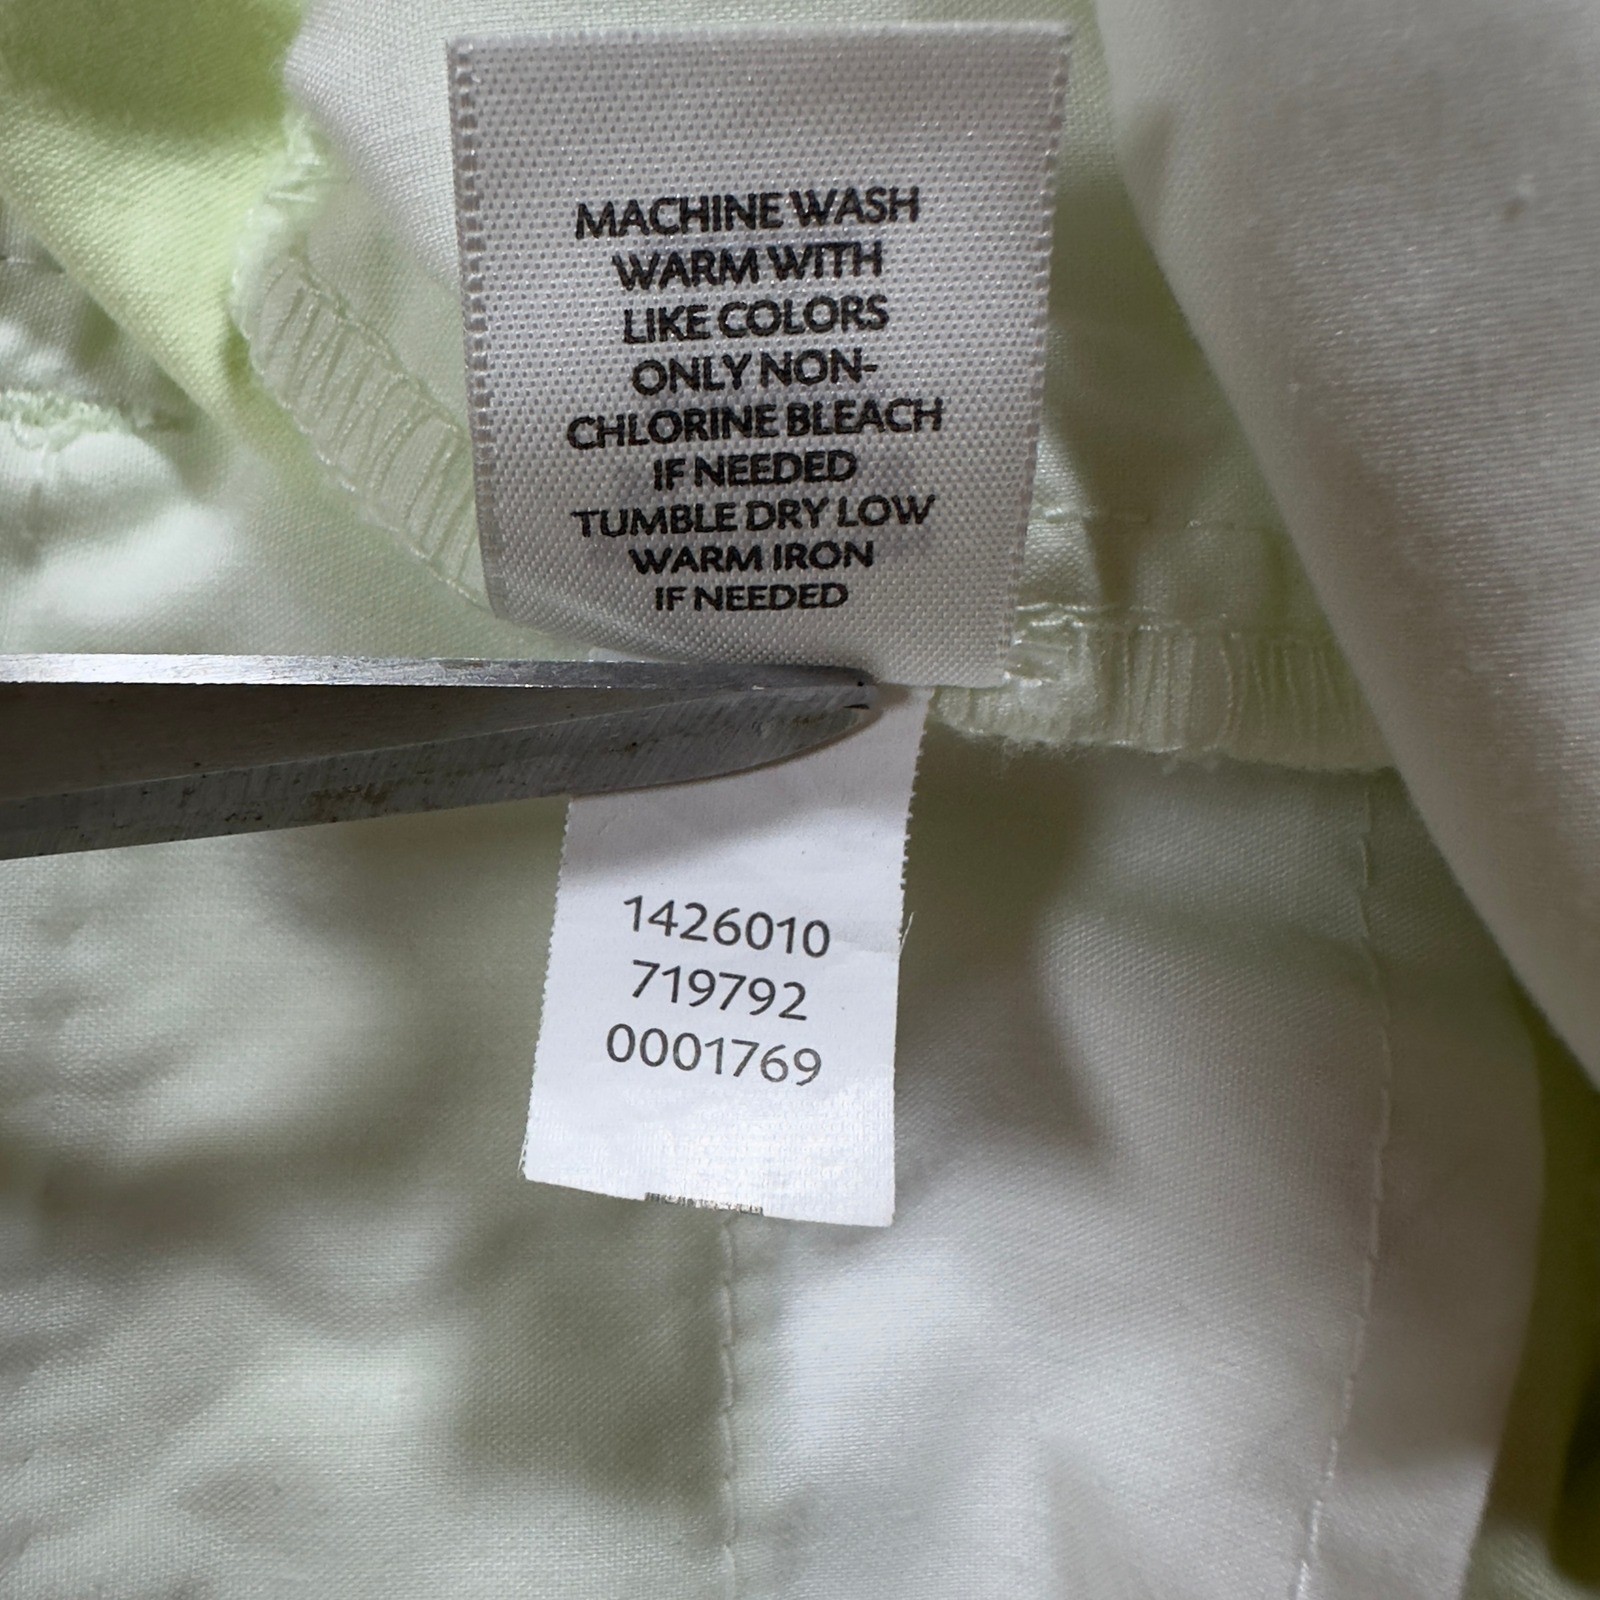 MACHINE WASH
WARM WITH
LIKE COLORS
ONLY NON-
CHLORINE BLEACH
IF NEEDED
TUMBLE DRY LOW
WARM IRON
IF NEEDED
1426010
719792
0001769